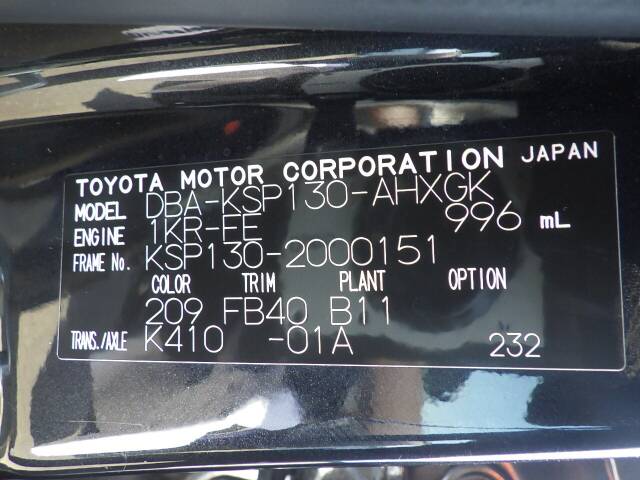 TOYOTA MOTOR CORPORATION JAPAN
MODEL DBA-KSP130-AHXGK
ENGINE 1KR-FE 996 mL
FRAME No. KSP130-2000151
COLOR TRIM PLANT OPTION
209 FB40 B11
TRANS./AXLE K410 -01A 232